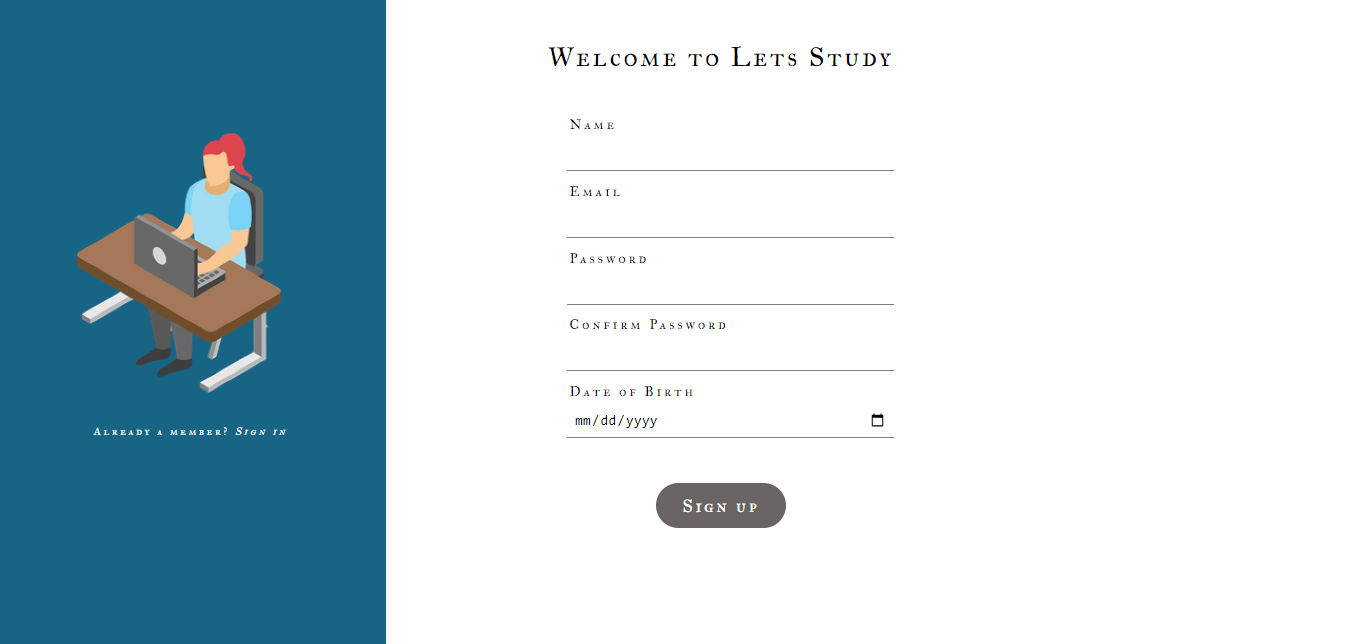 Welcome to Lets Study
Name
Email
Password
Confirm Password
Date of Birth
mm/dd/yyyy
Sign up
Already a member? Sign in